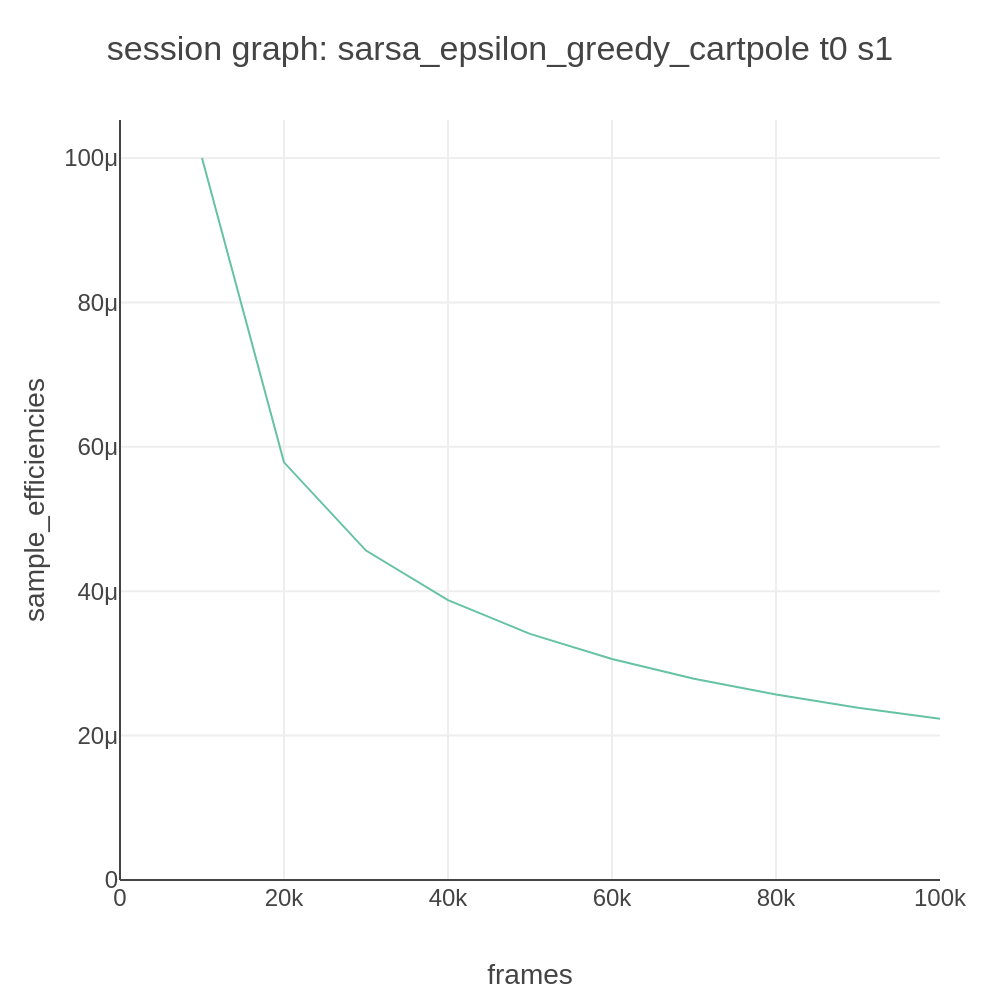 session graph: sarsa_epsilon_greedy_cartpole t0 s1
100μ
80μ
60μ
40μ
20μ
0
sample_efficiencies
0 20k 40k 60k 80k 100k
frames